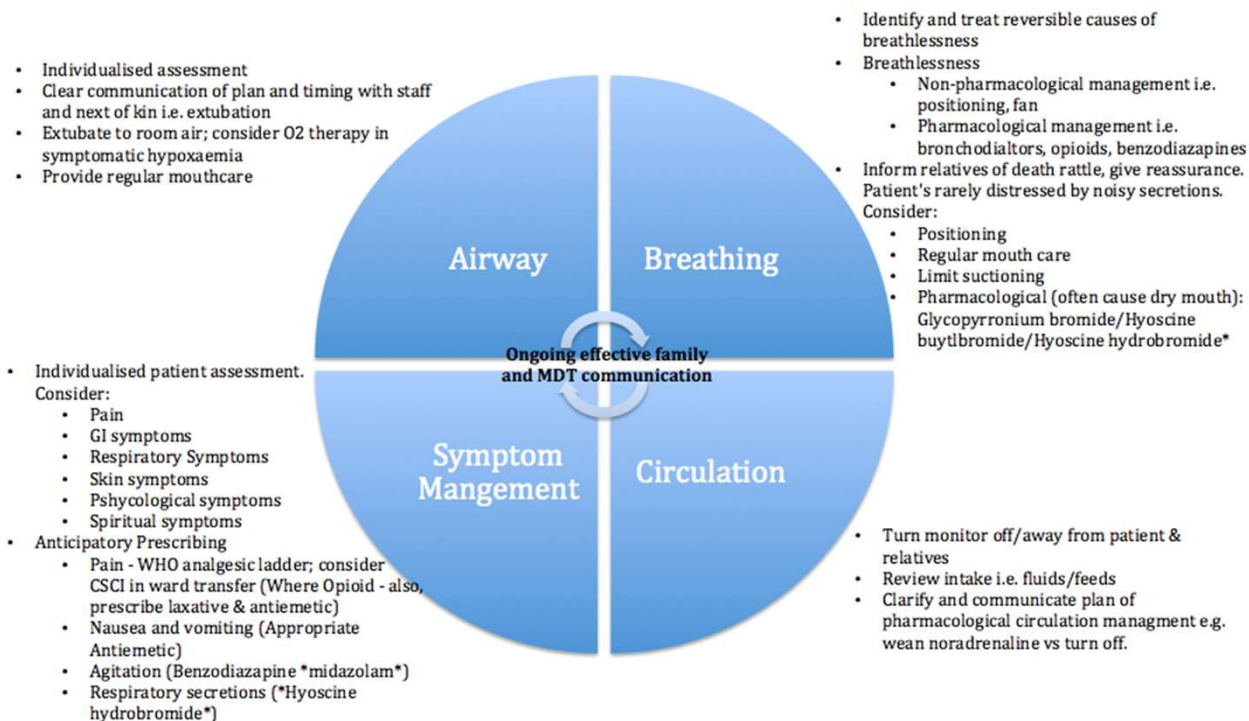 • Individualised assessment
• Clear communication of plan and timing with staff
and next of kin i.e. extubation
• Extubate to room air; consider O2 therapy in
symptomatic hypoxaemia
• Provide regular mouthcare
• Identify and treat reversible causes of
breathlessness
• Breathlessness
• Non-pharmacological management i.e.
positioning, fan
• Pharmacological management i.e.
bronchodialtors, opioids, benzodiazapines
• Inform relatives of death rattle, give reassurance.
Patient's rarely distressed by noisy secretions.
Consider:
• Positioning
• Regular mouth care
• Limit suctioning
• Pharmacological (often cause dry mouth):
Glycopyrronium bromide/Hyoscine
buytlbromide/Hyoscine hydrobromide*
Airway
Breathing
Ongoing effective family
and MDT communication
Symptom
Mangement
Circulation
• Individualised patient assessment.
Consider:
• Pain
• GI symptoms
• Respiratory Symptoms
• Skin symptoms
• Pshycological symptoms
• Spiritual symptoms
• Anticipatory Prescribing
• Pain - WHO analgesic ladder; consider
CSCI in ward transfer (Where Opioid - also,
prescribe laxative & antiemetic)
• Nausea and vomiting (Appropriate
Antiemetic)
• Agitation (Benzodiazapine *midazolam*)
• Respiratory secretions (*Hyoscine
hydrobromide*)
• Turn monitor off/away from patient &
relatives
• Review intake i.e. fluids/feeds
• Clarify and communicate plan of
pharmacological circulation managment e.g.
wean noradrenaline vs turn off.